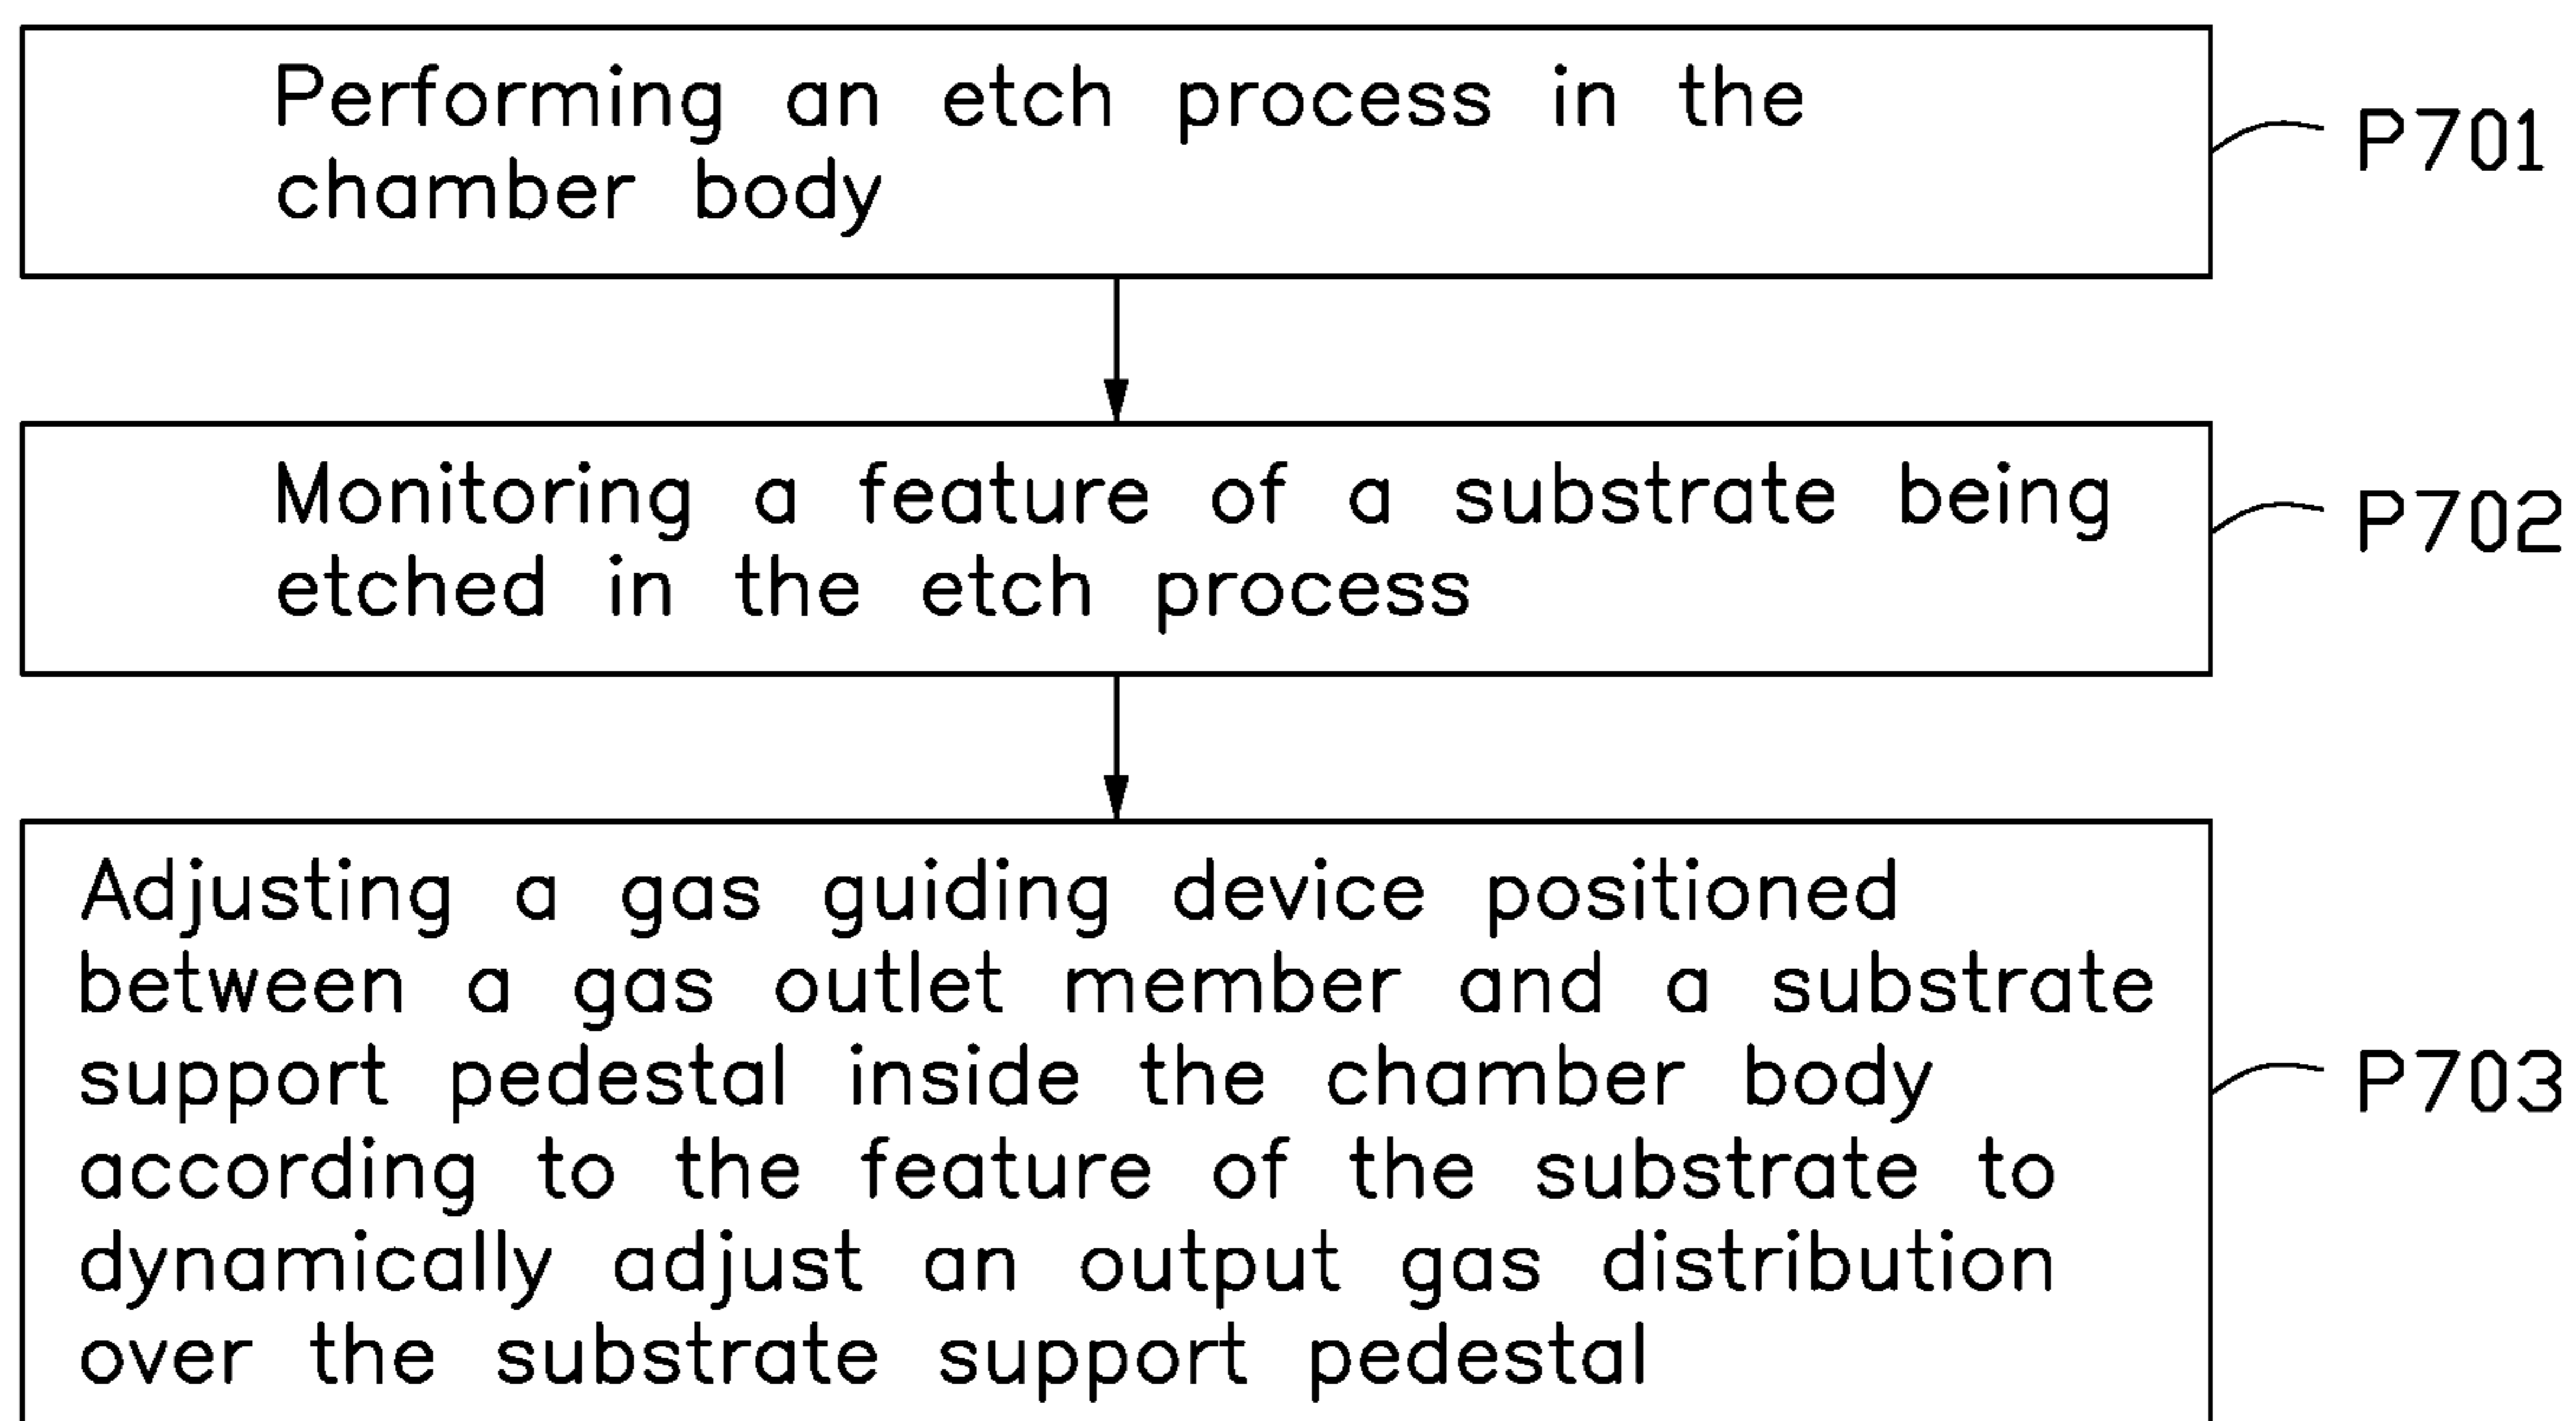 Performing an etch process in the
chamber body
P701
Monitoring a feature of a substrate being
etched in the etch process
P702
Adjusting a gas guiding device positioned
between a gas outlet member and a substrate
support pedestal inside the chamber body
according to the feature of the substrate to
dynamically adjust an output gas distribution
over the substrate support pedestal
P703